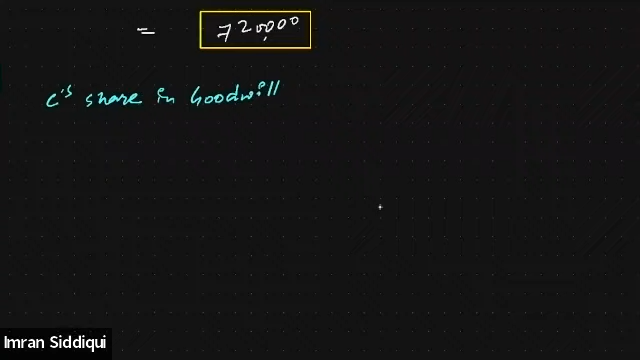 = 720000
C's share in Goodwill
Imran Siddiqui